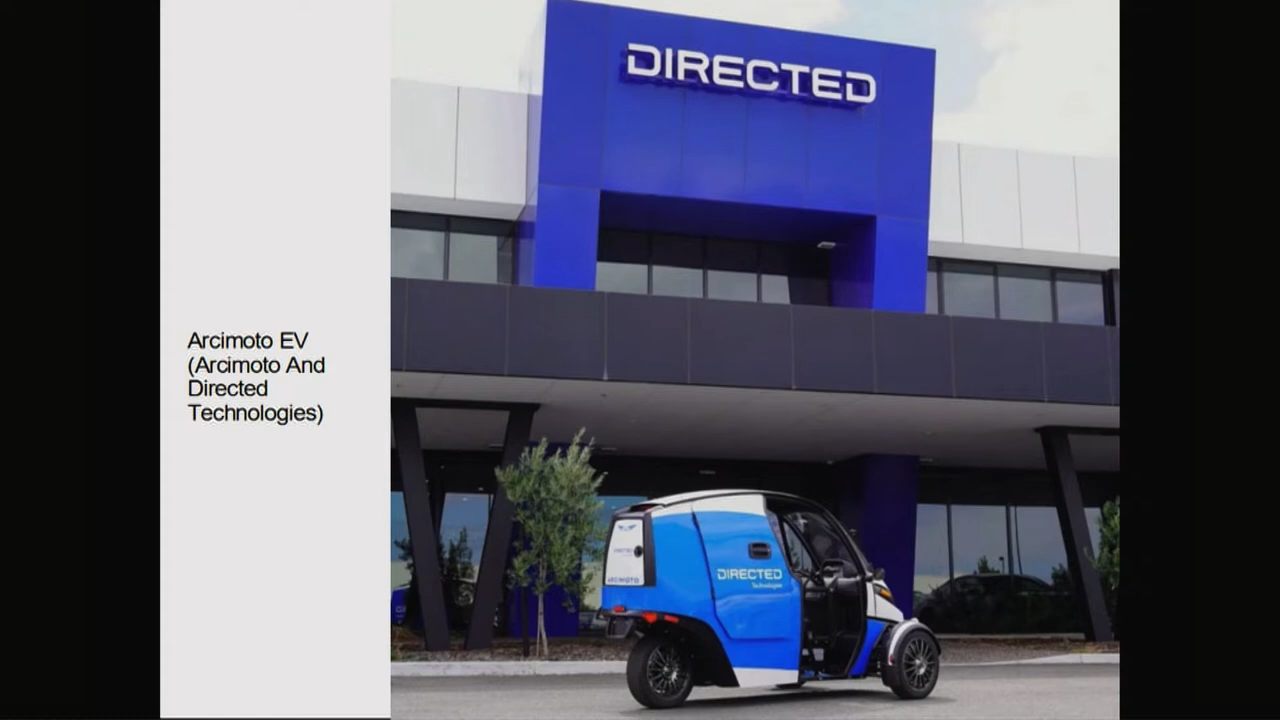 Arcimoto EV
(Arcimoto And
Directed
Technologies)
DIRECTED
DIRECTED
Technologies
ARCIMOTO